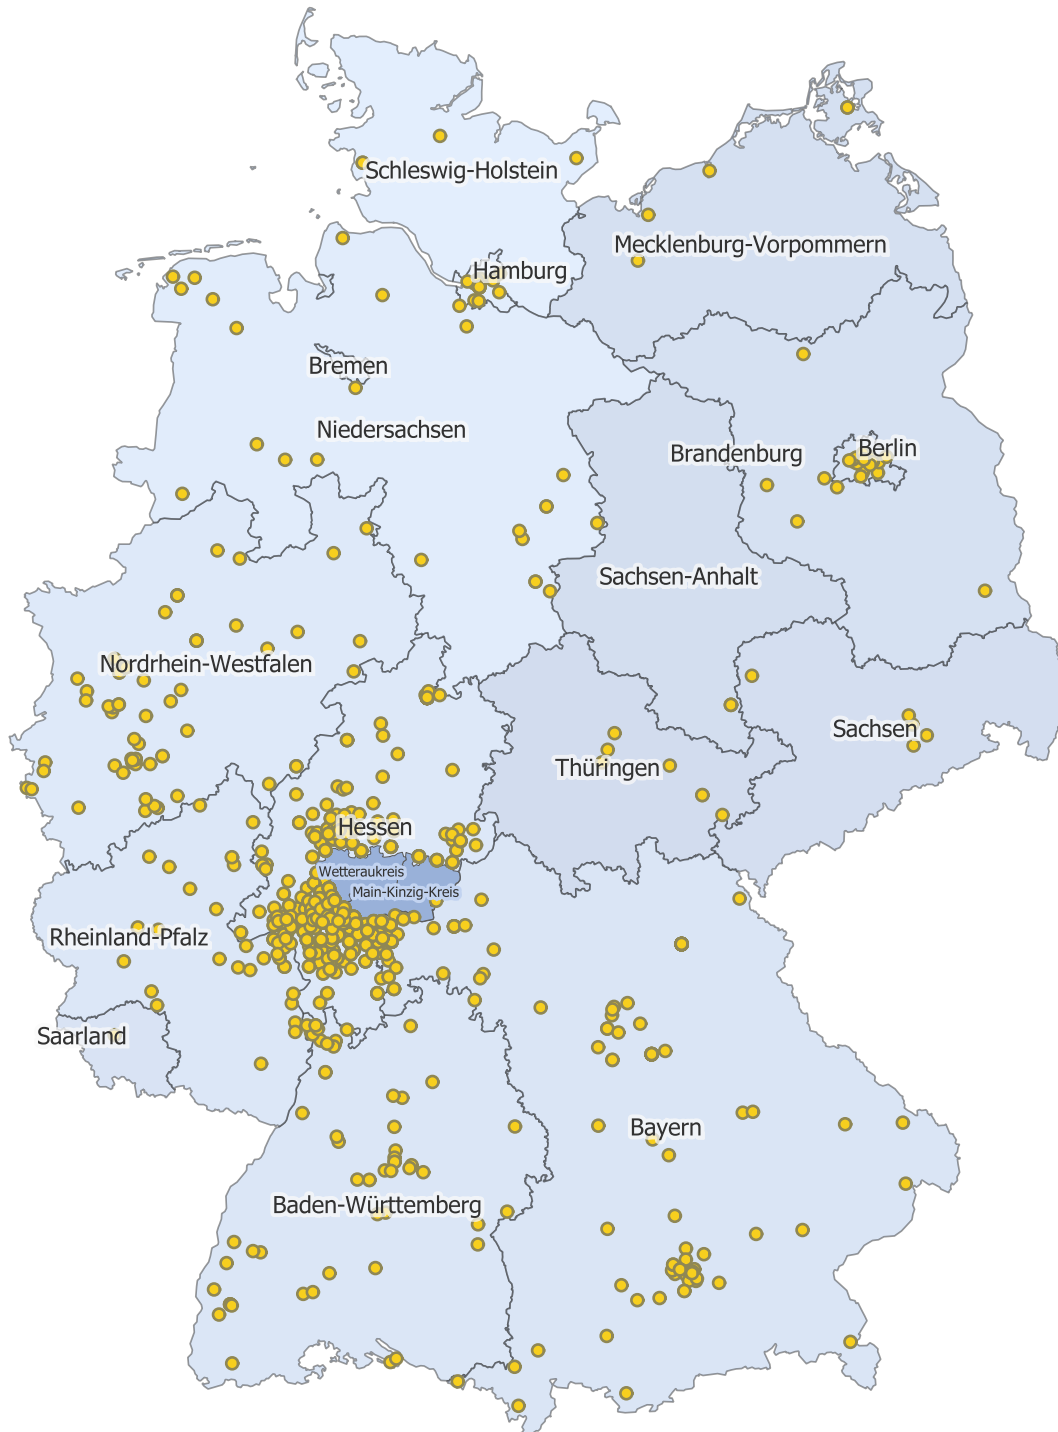 Schleswig-Holstein
Mecklenburg-Vorpommern
Hamburg
Bremen
Niedersachsen
Brandenburg
Berlin
Sachsen-Anhalt
Nordrhein-Westfalen
Sachsen
Thüringen
Hessen
Wetteraukreis
Main-Kinzig-Kreis
Rheinland-Pfalz
Saarland
Bayern
Baden-Württemberg